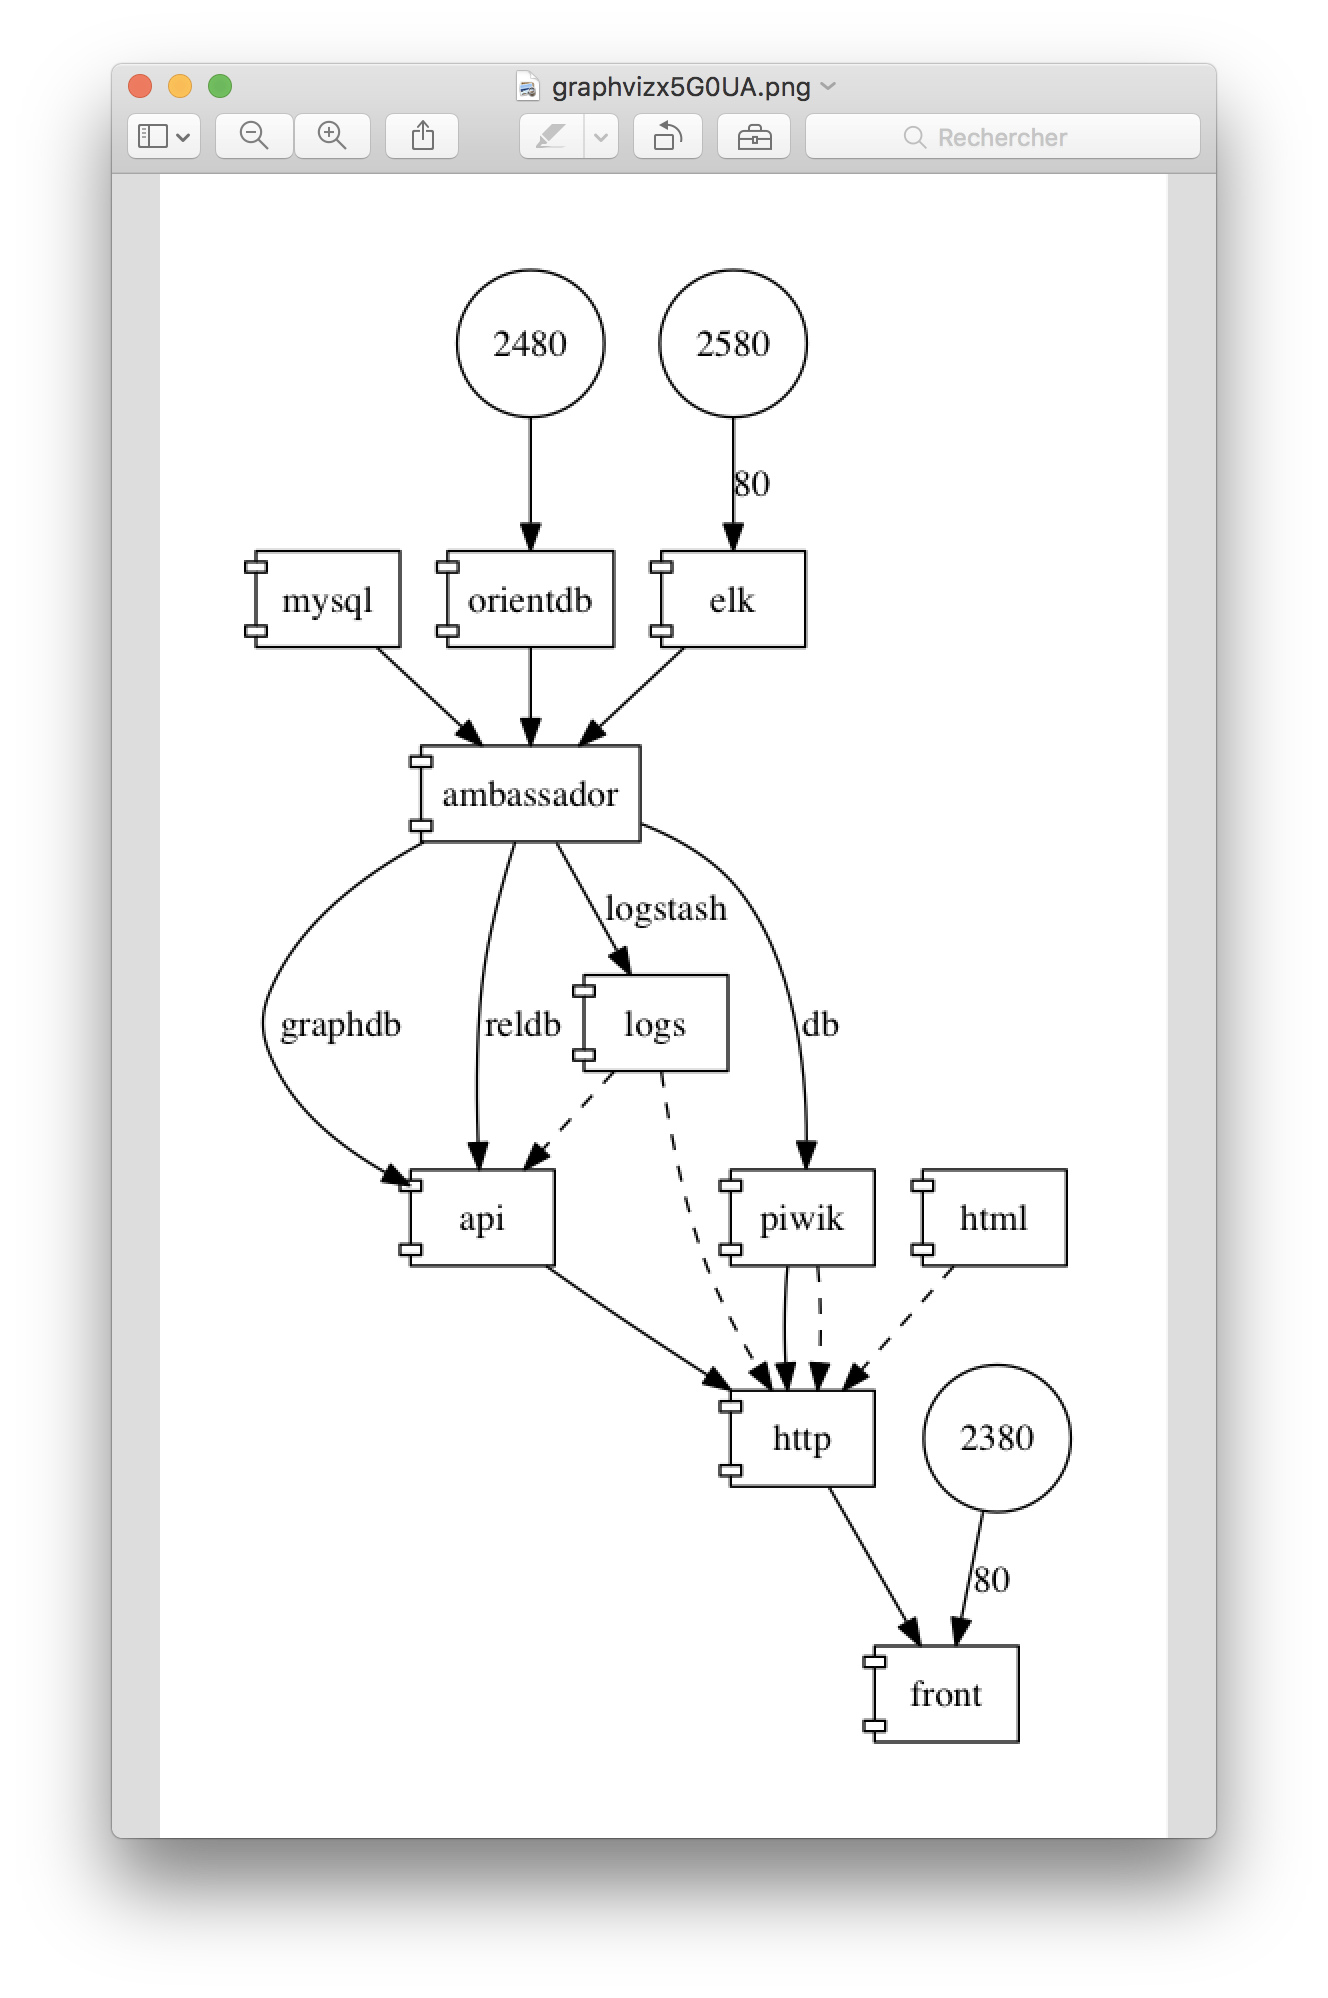 graphvizx5G0UA.png
Rechercher
2480
2580
80
mysql
orientdb
elk
ambassador
logstash
graphdb
reldb
logs
db
api
piwik
html
http
2380
80
front